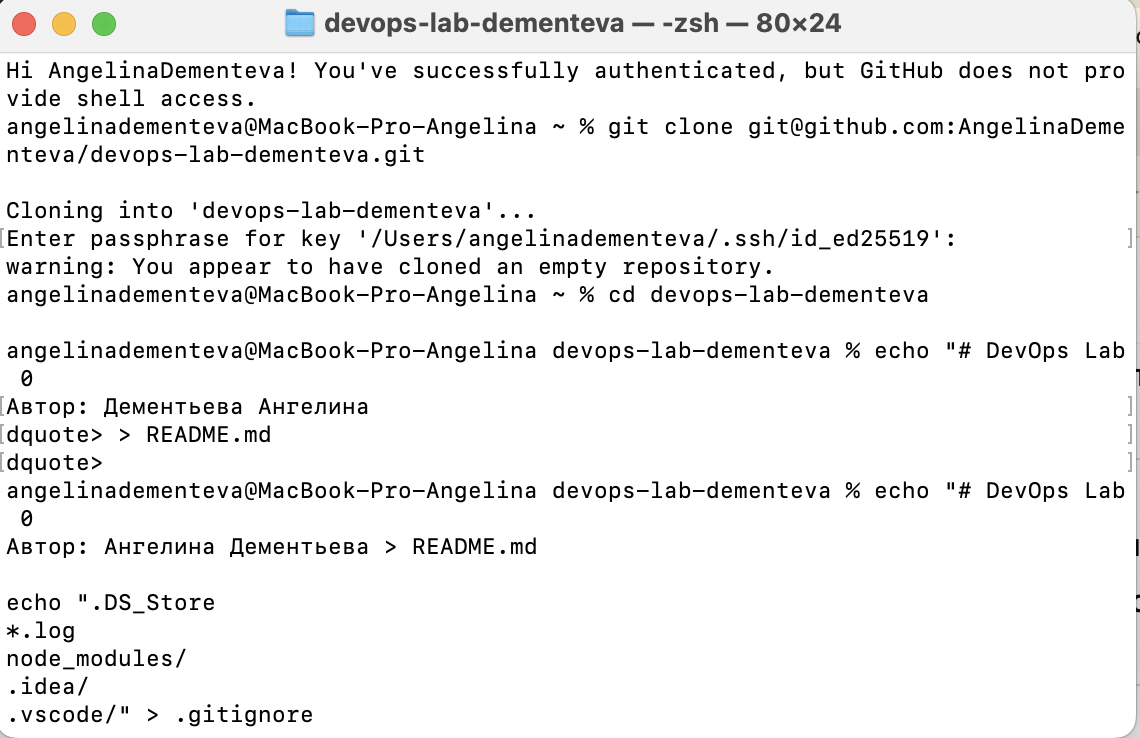 devops-lab-dementeva — -zsh — 80×24
Hi AngelinaDementeva! You've successfully authenticated, but GitHub does not pro
vide shell access.
angelinadementeva@MacBook-Pro-Angelina ~ % git clone git@github.com:AngelinaDeme
nteva/devops-lab-dementeva.git
Cloning into 'devops-lab-dementeva'...
[Enter passphrase for key '/Users/angelinadementeva/.ssh/id_ed25519': ]
warning: You appear to have cloned an empty repository.
angelinadementeva@MacBook-Pro-Angelina ~ % cd devops-lab-dementeva
angelinadementeva@MacBook-Pro-Angelina devops-lab-dementeva % echo "# DevOps Lab
0
[Автор: Дементьева Ангелина ]
[dquote> > README.md ]
[dquote> ]
angelinadementeva@MacBook-Pro-Angelina devops-lab-dementeva % echo "# DevOps Lab
0
Автор: Ангелина Дементьева > README.md
echo ".DS_Store
*.log
node_modules/
.idea/
.vscode/" > .gitignore